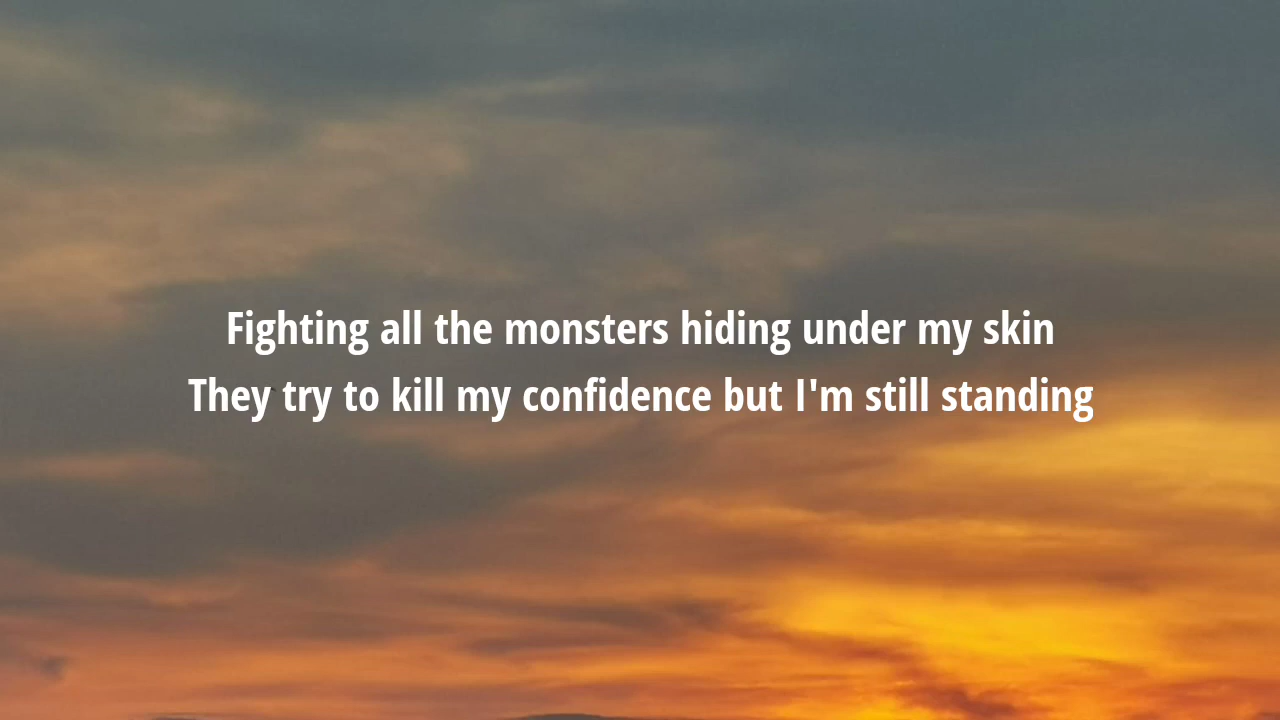 Fighting all the monsters hiding under my skin
They try to kill my confidence but I'm still standing